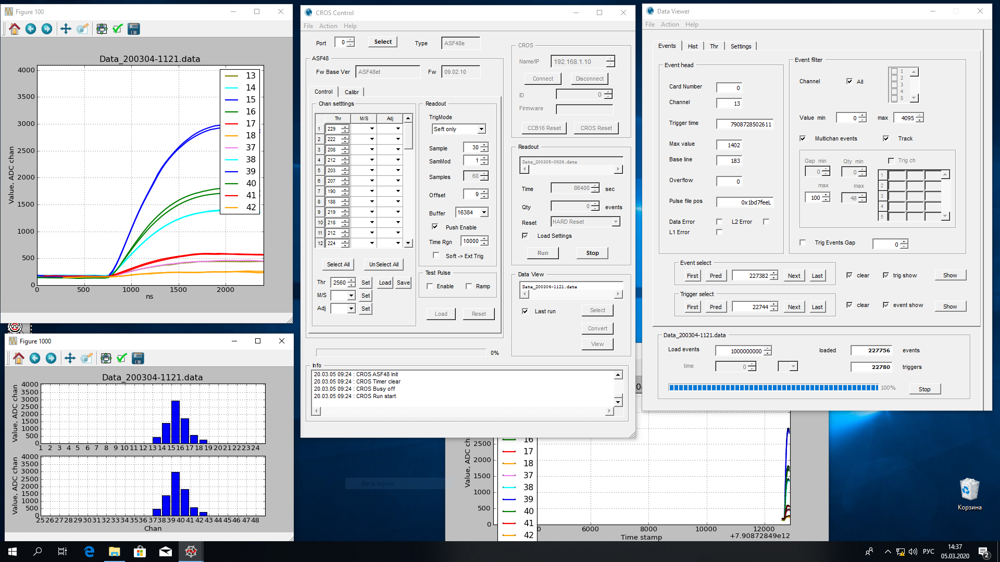 Figure 100
Data_200304-1121.data
4000
3500
3000
2500
2000
1500
1000
500
0
Value, ADC chan
0 500 1000 1500 2000
ns
13
14
15
16
17
18
37
38
39
40
41
42
Figure 1000
Data_200304-1121.data
4000
3500
3000
2500
2000
1500
1000
500
0
Value, ADC chan
1 2 3 4 5 6 7 8 9 10 11 12 13 14 15 16 17 18 19 20 21 22 23 24
4000
3500
3000
2500
2000
1500
1000
500
0
Value, ADC chan
25 26 27 28 29 30 31 32 33 34 35 36 37 38 39 40 41 42 43 44 45 46 47 48
Chan
CROS Control
File Action Help
Port 0 Select Type ASF48e
ASF48
Fw Base Ver ASF48et Fw 09.02.10
Control Calibr
Chan setttings
Thr M/S Adj
1 229
2 222
3 208
4 212
5 203
6 207
7 190
8 188
9 219
10 218
11 212
12 224
Select All UnSelect All
Thr 2560 Set Load Save
M/S Set
Adj Set
Readout
TrigMode
Seft only
Sample 30
SamMod 1
Samples 60
Offset 9
Buffer 16384
Push Enable
Time Rgn 10000
Soft -> Ext Trig
Test Pulse
Enable Ramp
Load Reset
CROS
Name/IP 192.168.1.10
Connect Disconnect
ID 0
Firmware
CCB16 Reset CROS Reset
Readout
Data_200305-0924.data
Time 86400 sec
Qty 0 events
Reset HARD Reset
Load Settings
Run Stop
Data View
Data_200304-1121.data
Last run Select
Convert
View
0%
Info
20.03.05 09:24 : CROS ASF48 Init
20.03.05 09:24 : CROS Timer clear
20.03.05 09:24 : CROS Busy off
20.03.05 09:24 : CROS Run start
Data Viewer
File Action Help
Events Hist Thr Settings
Event head
Card Number 0
Channel 13
Trigger time 7908728502611
Max value 1402
Base line 183
Overflow 0
Pulse file pos 0x1bd7feeL
Data Error L2 Error
L1 Error
Event filter
Channel All
1
2
3
4
5
Value min 0 max 4095
Multichan events Track
Gap min Qty min Trig ch
0 0
max max
100 48
1
2
3
4
5
Trig Events Gap 0
Event select
First Pred 227382 Next Last clear trig show Show
Trigger select
First Pred 22744 Next Last clear event show Show
Data_200304-1121.data
Load events 1000000000 loaded 227756 events
time 0 22780 triggers
100% Stop
Весь экран
16
17
18
37
38
39
40
41
42
Value, ADC cha
2500
2000
1500
1000
500
0
0 6000 8000 10000 12000
Time stamp +7.90872849e12
Корзина
РУС
14:37
05.03.2020
2